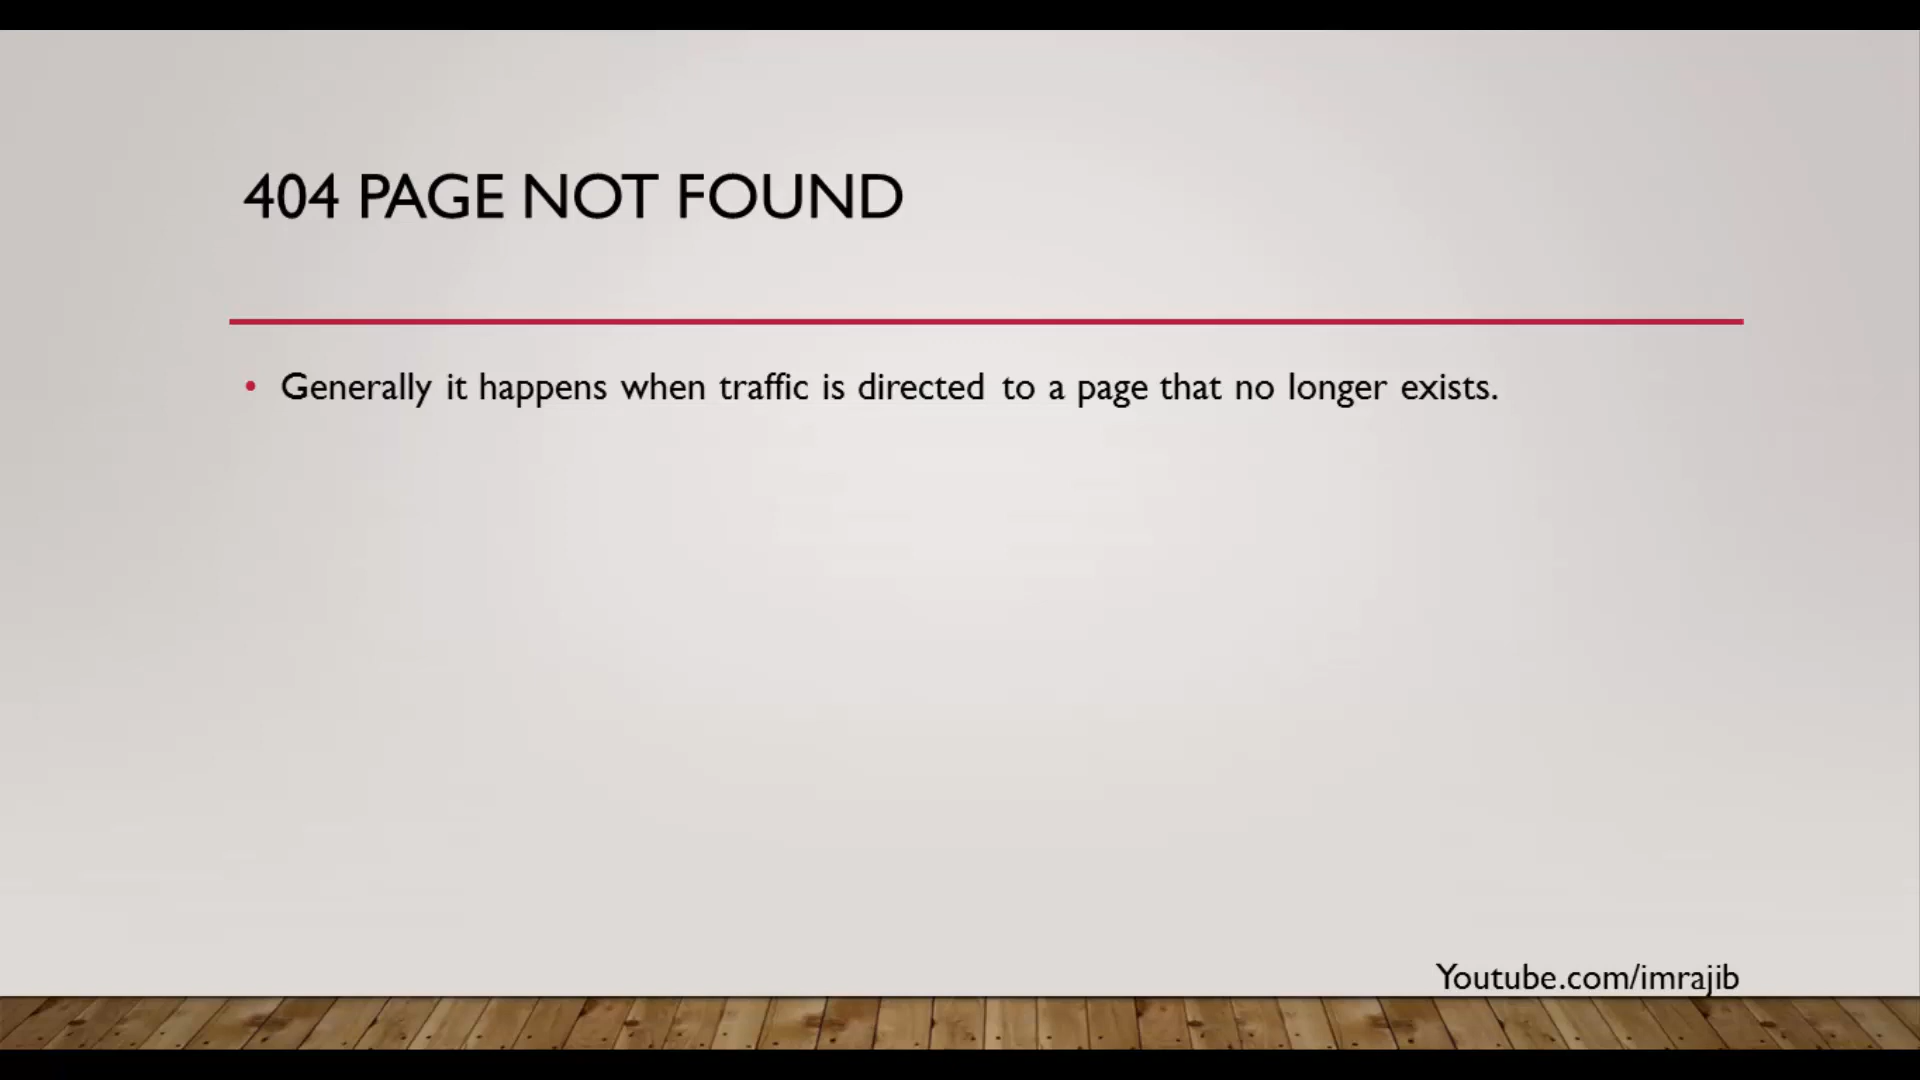 404 PAGE NOT FOUND
• Generally it happens when traffic is directed to a page that no longer exists.
Youtube.com/imrajib